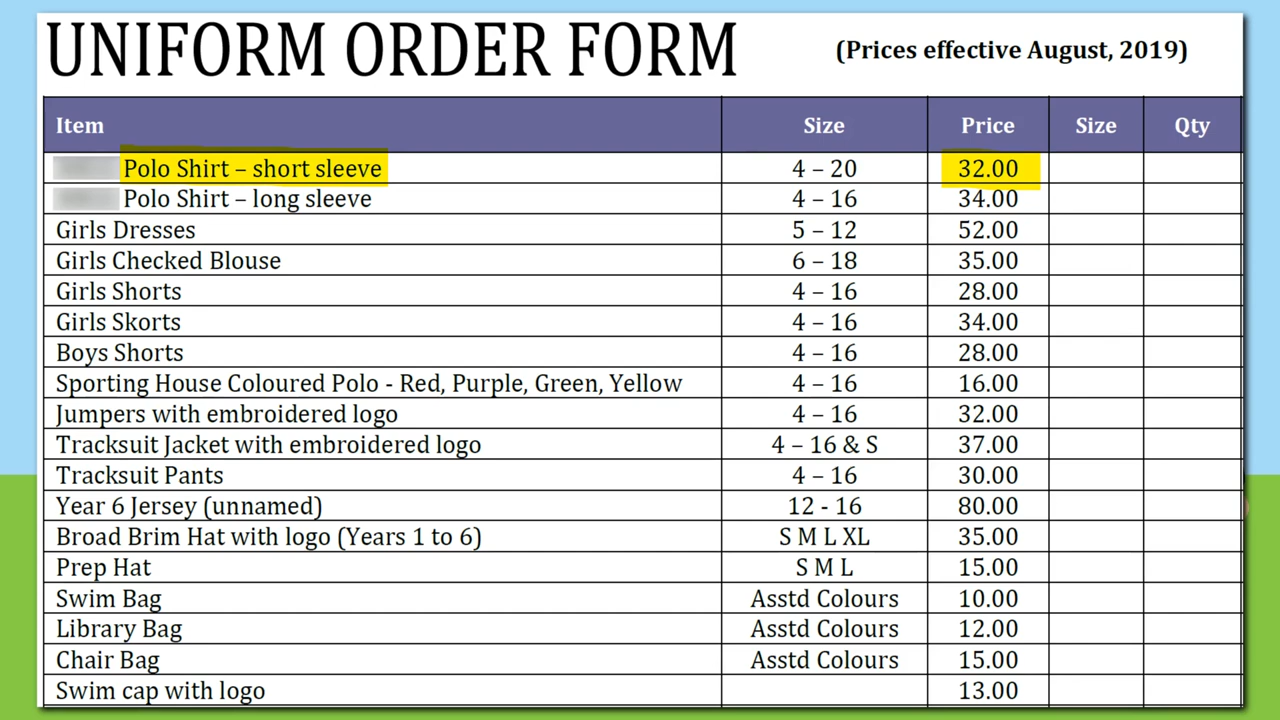 UNIFORM ORDER FORM (Prices effective August, 2019)
Item Size Price Size Qty
Polo Shirt – short sleeve 4 – 20 32.00
Polo Shirt – long sleeve 4 – 16 34.00
Girls Dresses 5 – 12 52.00
Girls Checked Blouse 6 – 18 35.00
Girls Shorts 4 – 16 28.00
Girls Skorts 4 – 16 34.00
Boys Shorts 4 – 16 28.00
Sporting House Coloured Polo - Red, Purple, Green, Yellow 4 – 16 16.00
Jumpers with embroidered logo 4 – 16 32.00
Tracksuit Jacket with embroidered logo 4 – 16 & S 37.00
Tracksuit Pants 4 – 16 30.00
Year 6 Jersey (unnamed) 12 - 16 80.00
Broad Brim Hat with logo (Years 1 to 6) S M L XL 35.00
Prep Hat S M L 15.00
Swim Bag Asstd Colours 10.00
Library Bag Asstd Colours 12.00
Chair Bag Asstd Colours 15.00
Swim cap with logo 13.00